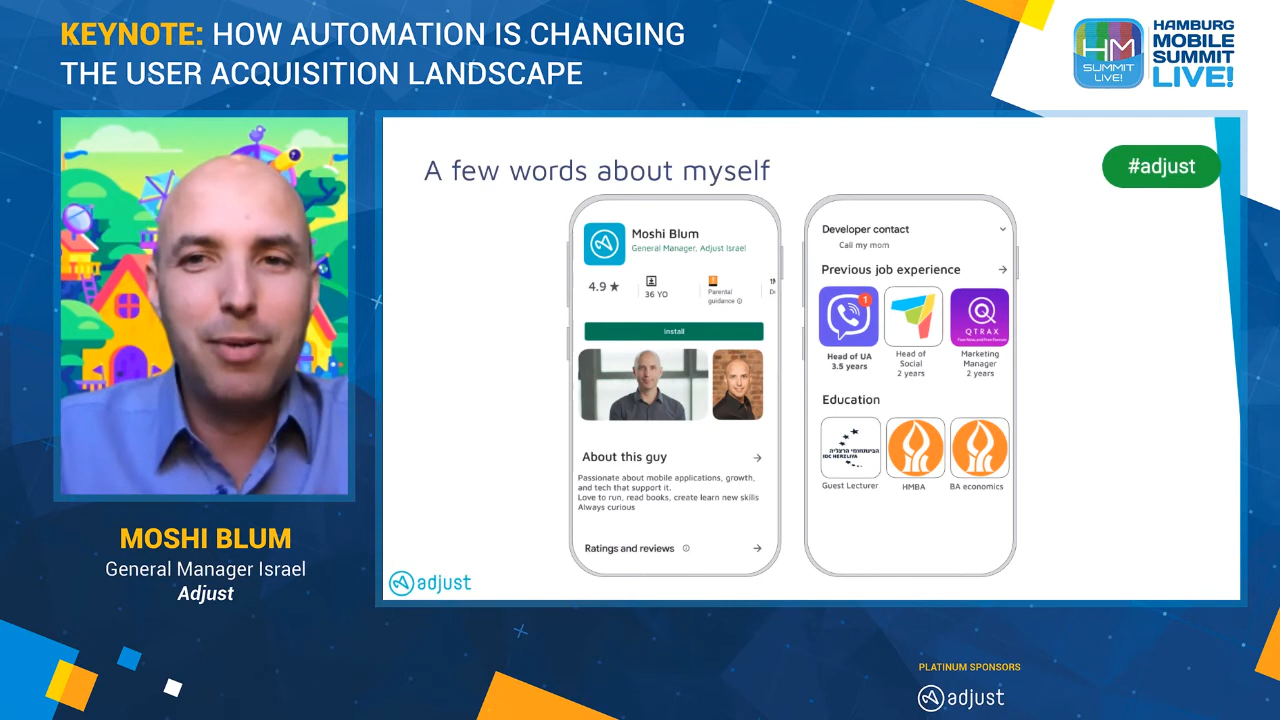 KEYNOTE: HOW AUTOMATION IS CHANGING
THE USER ACQUISITION LANDSCAPE
HM
SUMMIT
LIVE!
HAMBURG
MOBILE
SUMMIT
LIVE!
A few words about myself
#adjust
Moshi Blum
General Manager, Adjust Israel
4.9 ★
36 YO
Parental
guidance
Install
About this guy
Passionate about mobile applications, growth,
and tech that support it.
Love to run, read books, create learn new skills
Always curious
Ratings and reviews
Developer contact
Call my mom
Previous job experience
1
QTRAX
Head of UA
3.5 years
Head of
Social
2 years
Marketing
Manager
2 years
Education
הבינתחומי הרצליה
IDC HERZLIYA
Guest Lecturer
HMBA
BA economics
adjust
MOSHI BLUM
General Manager Israel
Adjust
PLATINUM SPONSORS
adjust